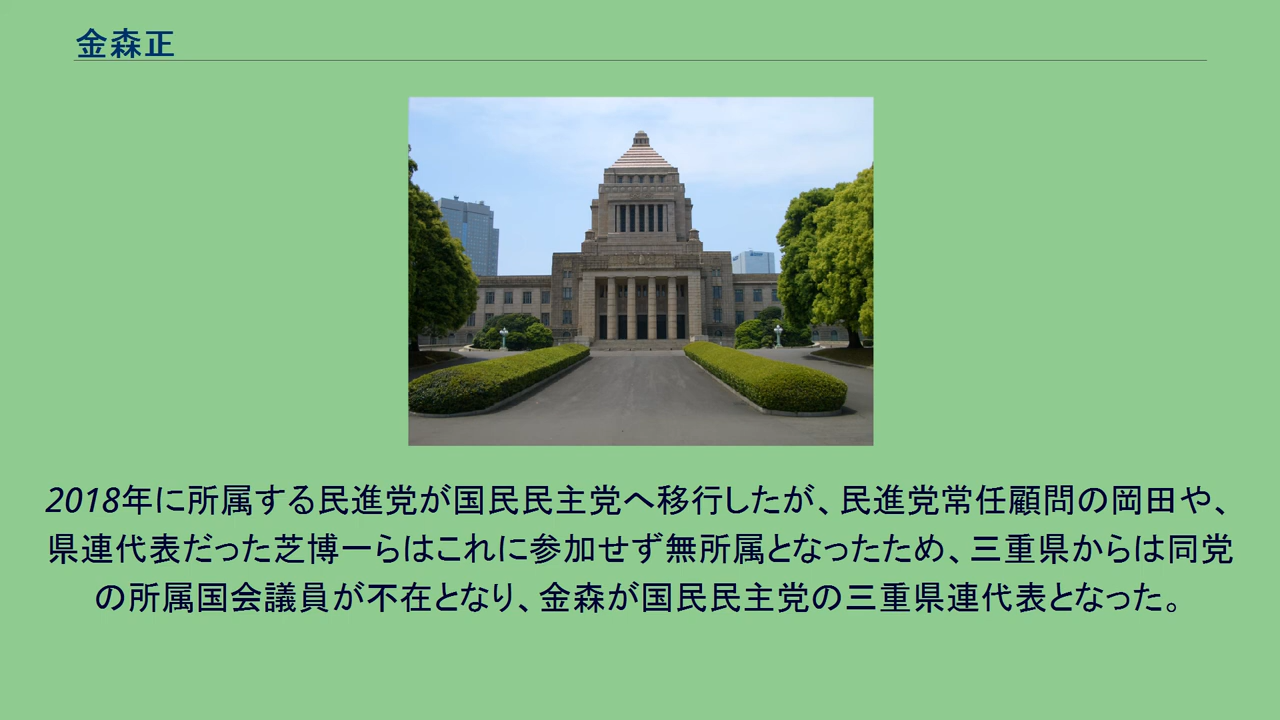 金森正
2018年に所属する民進党が国民民主党へ移行したが、民進党常任顧問の岡田や、
県連代表だった芝博一らはこれに参加せず無所属となったため、三重県からは同党
の所属国会議員が不在となり、金森が国民民主党の三重県連代表となった。